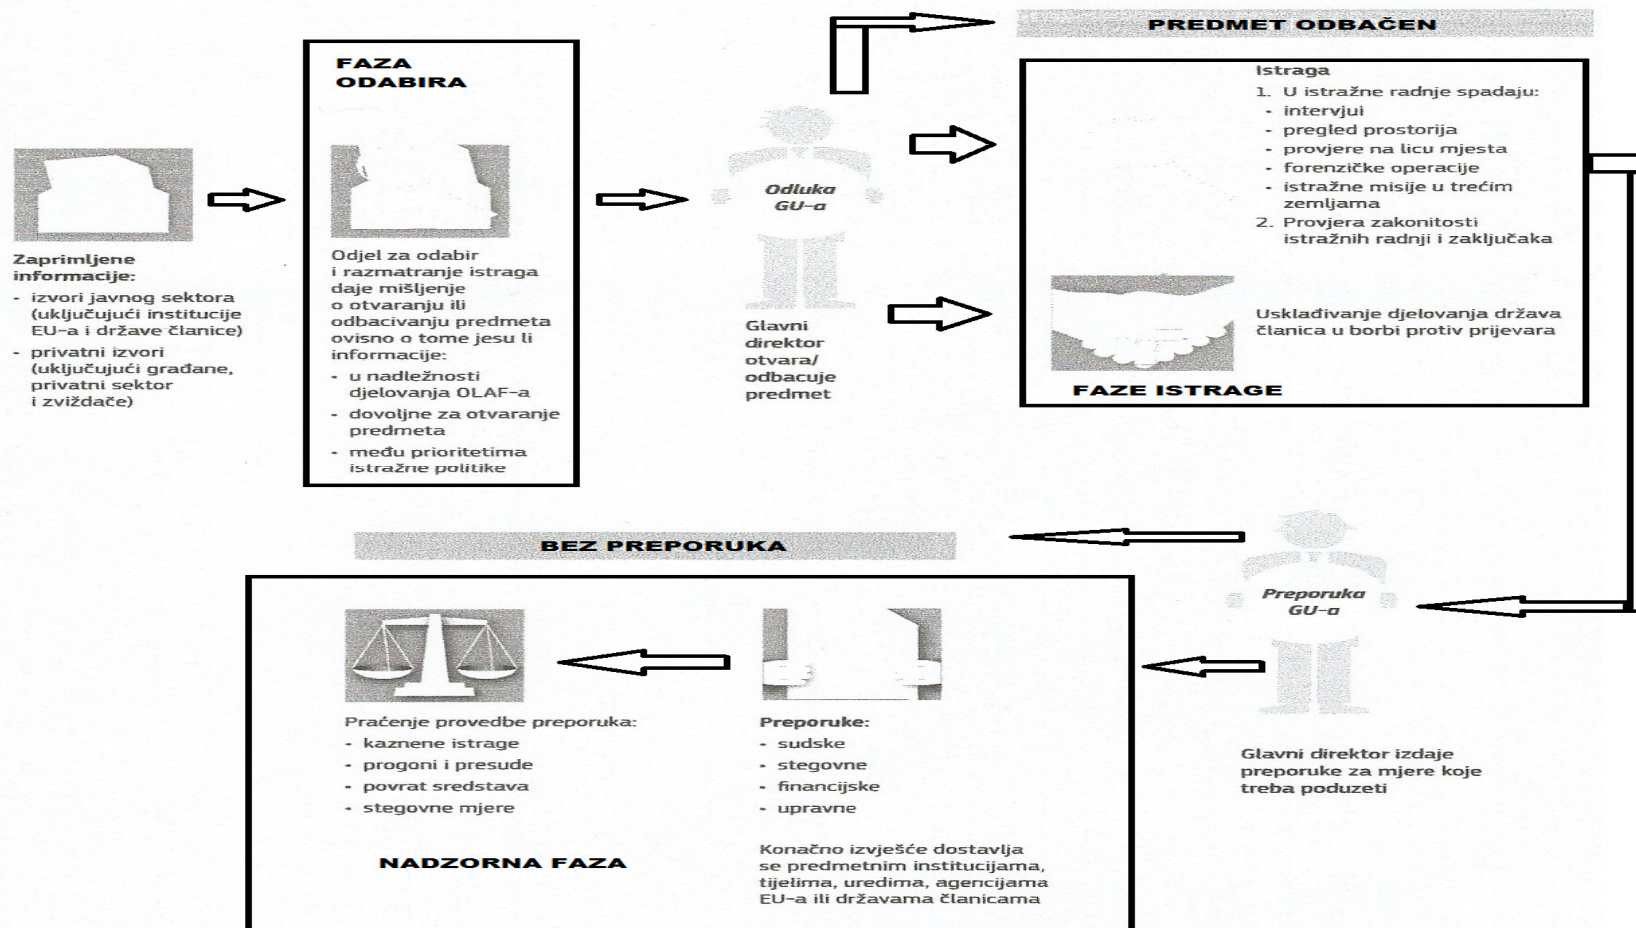 Zaprimljene
informacije:
- izvori javnog sektora
(uključujući institucije
EU-a i države članice)
- privatni izvori
(uključujući građane,
privatni sektor
i zviždače)
FAZA
ODABIRA
Odjel za odabir
i razmatranje istraga
daje mišljenje
o otvaranju ili
odbacivanju predmeta
ovisno o tome jesu li
informacije:
- u nadležnosti
djelovanja OLAF-a
- dovoljne za otvaranje
predmeta
- među prioritetima
istražne politike
Odluka
GU-a
Glavni
direktor
otvara/
odbacuje
predmet
PREDMET ODBAČEN
Istraga
1. U istražne radnje spadaju:
- intervjui
- pregled prostorija
- provjere na licu mjesta
- forenzičke operacije
- istražne misije u trećim
zemljama
2. Provjera zakonitosti
istražnih radnji i zaključaka
Usklađivanje djelovanja država
članica u borbi protiv prijevara
FAZE ISTRAGE
Preporuka
GU-a
Glavni direktor izdaje
preporuke za mjere koje
treba poduzeti
BEZ PREPORUKA
Preporuke:
- sudske
- stegovne
- financijske
- upravne
Konačno izvješće dostavlja
se predmetnim institucijama,
tijelima, uredima, agencijama
EU-a ili državama članicama
Praćenje provedbe preporuka:
- kaznene istrage
- progoni i presude
- povrat sredstava
- stegovne mjere
NADZORNA FAZA